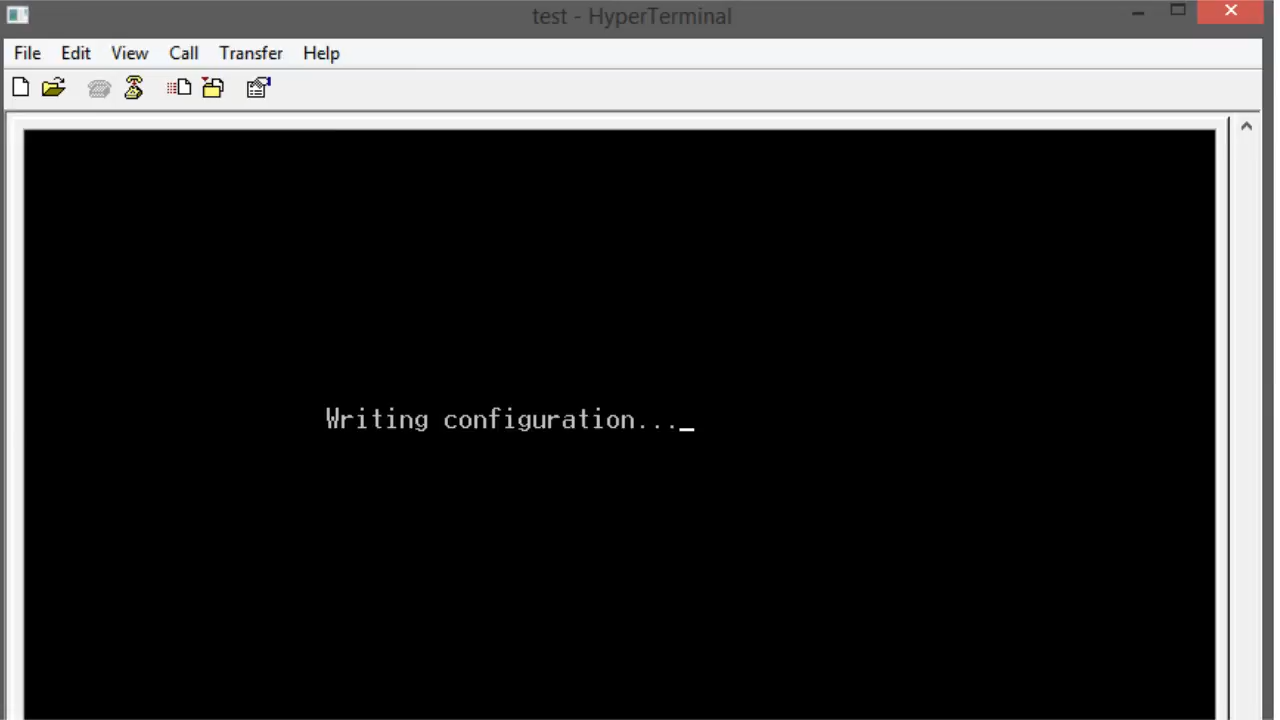 test - HyperTerminal
File Edit View Call Transfer Help
Writing configuration...